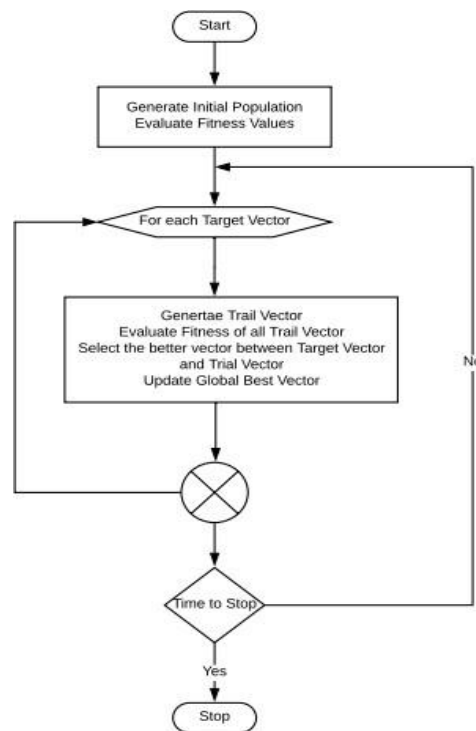 Start
Generate Initial Population
Evaluate Fitness Values
For each Target Vector
Genertae Trail Vector
Evaluate Fitness of all Trail Vector
Select the better vector between Target Vector
and Trial Vector
Update Global Best Vector
No
Time to Stop
Yes
Stop